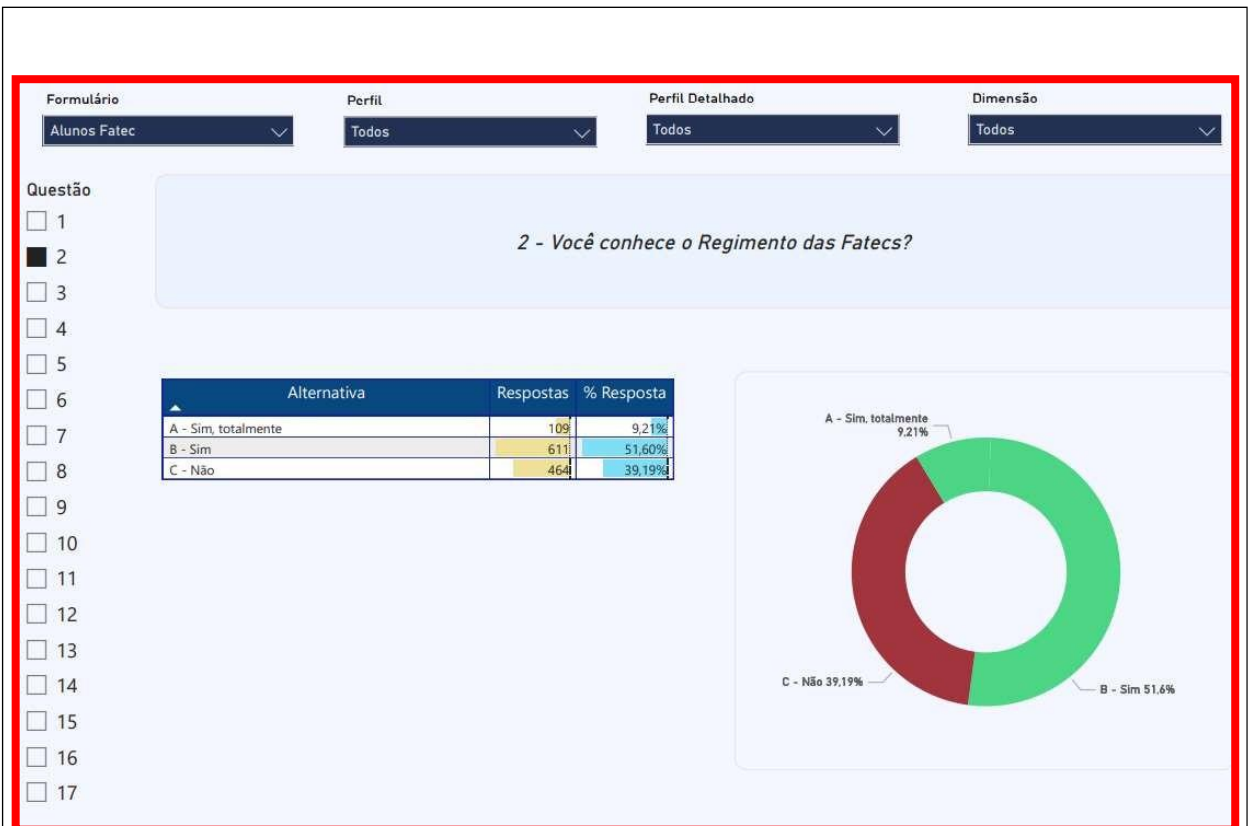 Formulário Perfil Perfil Detalhado Dimensão
Alunos Fatec Todos Todos Todos
Questão
1
2
3
4
5
6
7
8
9
10
11
12
13
14
15
16
17
2 - Você conhece o Regimento das Fatecs?
Alternativa Respostas % Resposta
A - Sim, totalmente 109 9,21%
B - Sim 611 51,60%
C - Não 464 39,19%
A - Sim, totalmente
9,21%
C - Não 39,19%
B - Sim 51,6%